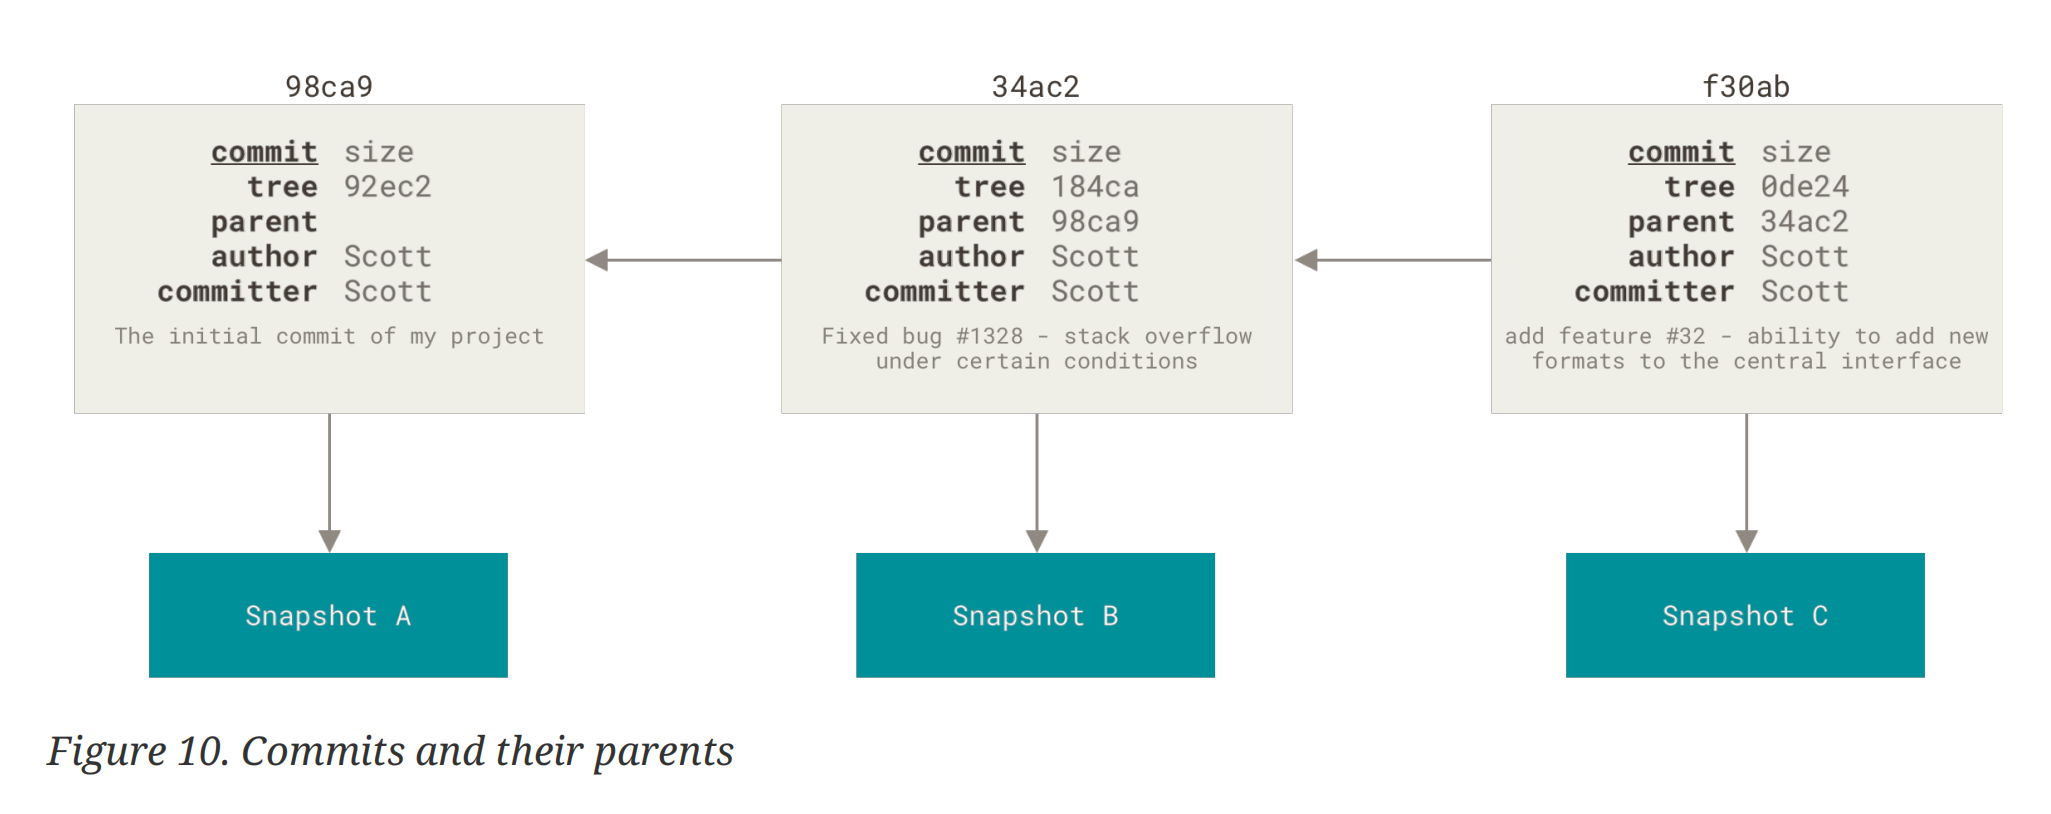 98ca9
commit size
tree 92ec2
parent
author Scott
committer Scott
The initial commit of my project
Snapshot A
34ac2
commit size
tree 184ca
parent 98ca9
author Scott
committer Scott
Fixed bug #1328 - stack overflow
under certain conditions
Snapshot B
f30ab
commit size
tree 0de24
parent 34ac2
author Scott
committer Scott
add feature #32 - ability to add new
formats to the central interface
Snapshot C
Figure 10. Commits and their parents